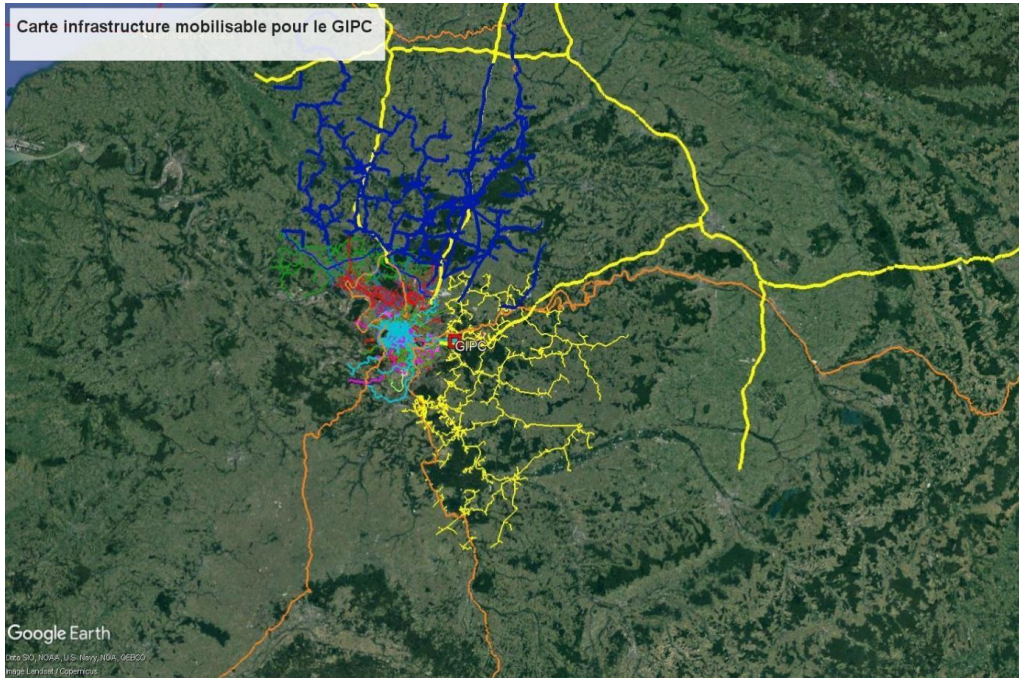 Carte infrastructure mobilisable pour le GIPC
GIPC
Google Earth
Data SIO, NOAA, U.S. Navy, NGA, GEBCO
Image Landsat / Copernicus